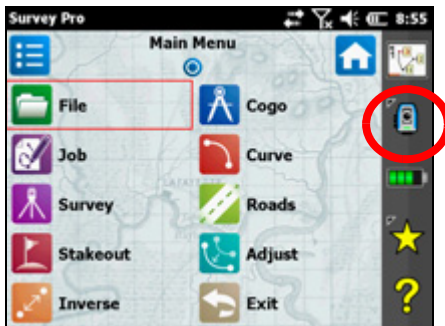 Survey Pro 8:55
Main Menu
File Cogo
Job Curve
Survey Roads
Stakeout Adjust
Inverse Exit
?